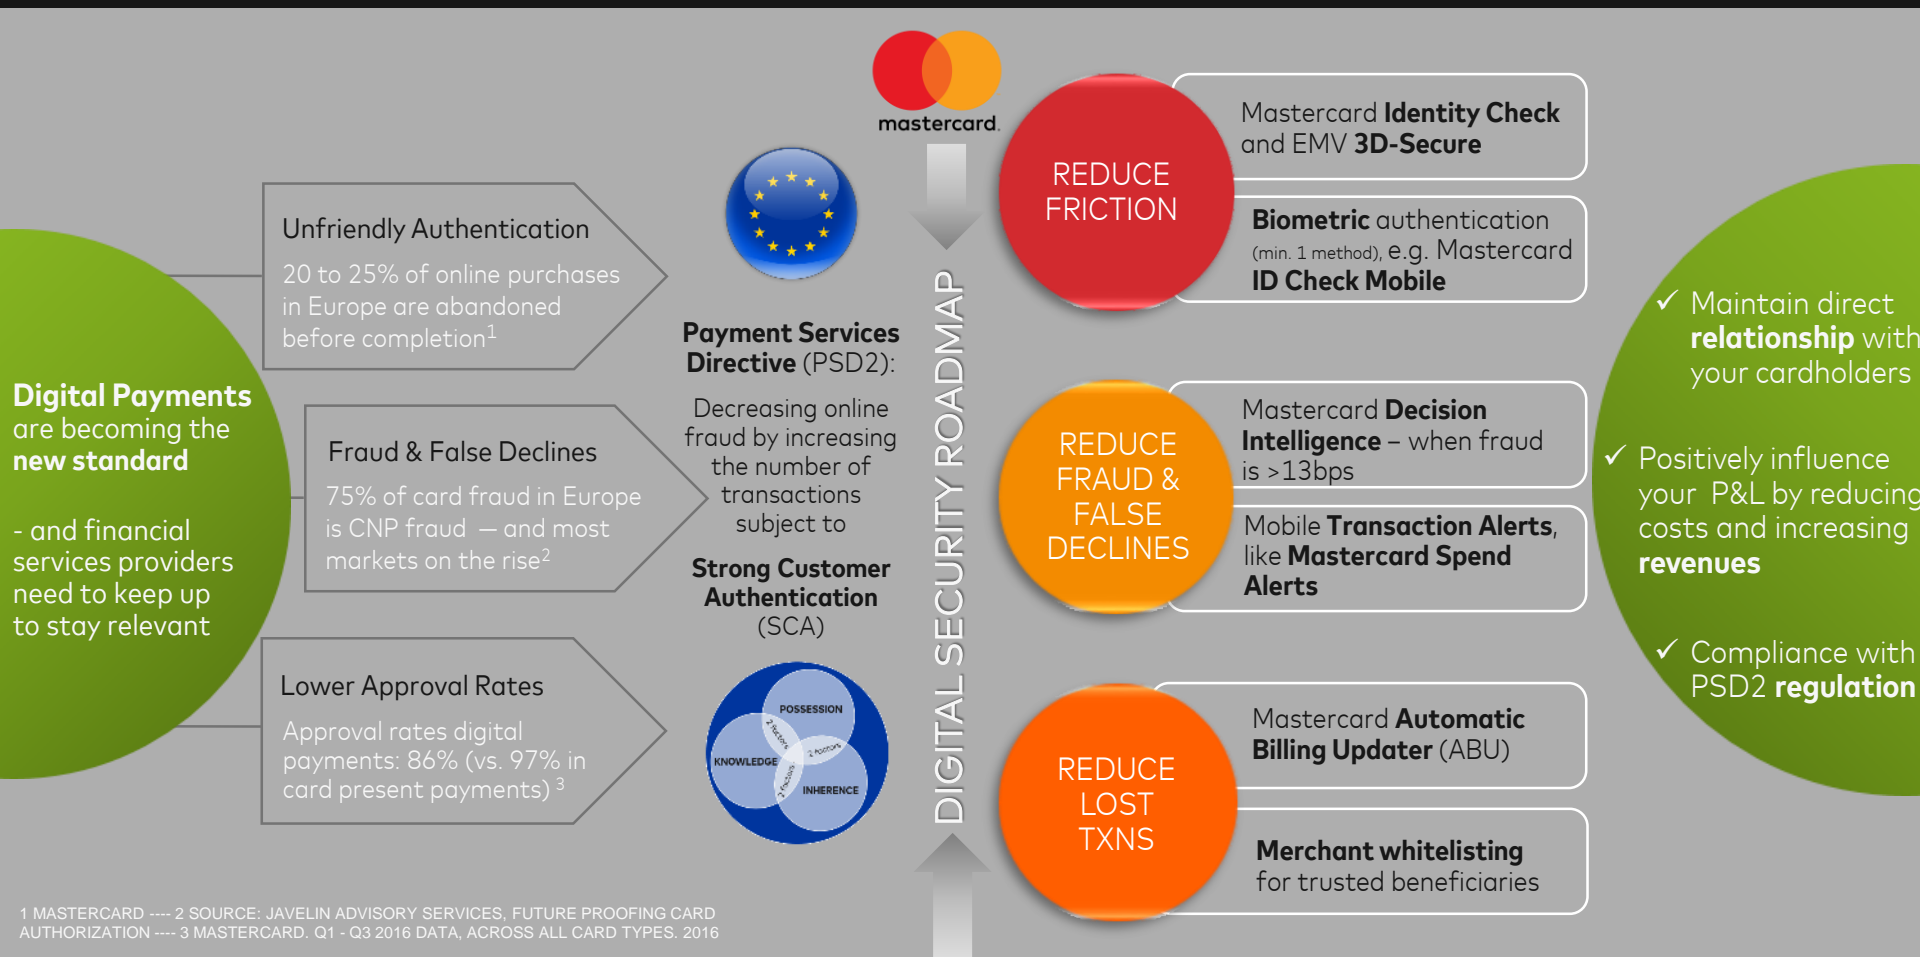 mastercard.
Digital Payments
are becoming the
new standard
- and financial
services providers
need to keep up
to stay relevant
Unfriendly Authentication
20 to 25% of online purchases
in Europe are abandoned
before completion1
Fraud & False Declines
75% of card fraud in Europe
is CNP fraud — and most
markets on the rise2
Lower Approval Rates
Approval rates digital
payments: 86% (vs. 97% in
card present payments) 3
Payment Services
Directive (PSD2):
Decreasing online
fraud by increasing
the number of
transactions
subject to
Strong Customer
Authentication
(SCA)
POSSESSION
2 factors
2 factors
KNOWLEDGE
2 factors
INHERENCE
DIGITAL SECURITY ROADMAP
REDUCE
FRICTION
Mastercard Identity Check
and EMV 3D-Secure
Biometric authentication
(min. 1 method), e.g. Mastercard
ID Check Mobile
REDUCE
FRAUD &
FALSE
DECLINES
Mastercard Decision
Intelligence – when fraud
is >13bps
Mobile Transaction Alerts,
like Mastercard Spend
Alerts
REDUCE
LOST
TXNS
Mastercard Automatic
Billing Updater (ABU)
Merchant whitelisting
for trusted beneficiaries
✓ Maintain direct
relationship with
your cardholders
✓ Positively influence
your P&L by reducing
costs and increasing
revenues
✓ Compliance with
PSD2 regulation
1 MASTERCARD ---- 2 SOURCE: JAVELIN ADVISORY SERVICES, FUTURE PROOFING CARD
AUTHORIZATION ---- 3 MASTERCARD. Q1 - Q3 2016 DATA, ACROSS ALL CARD TYPES. 2016